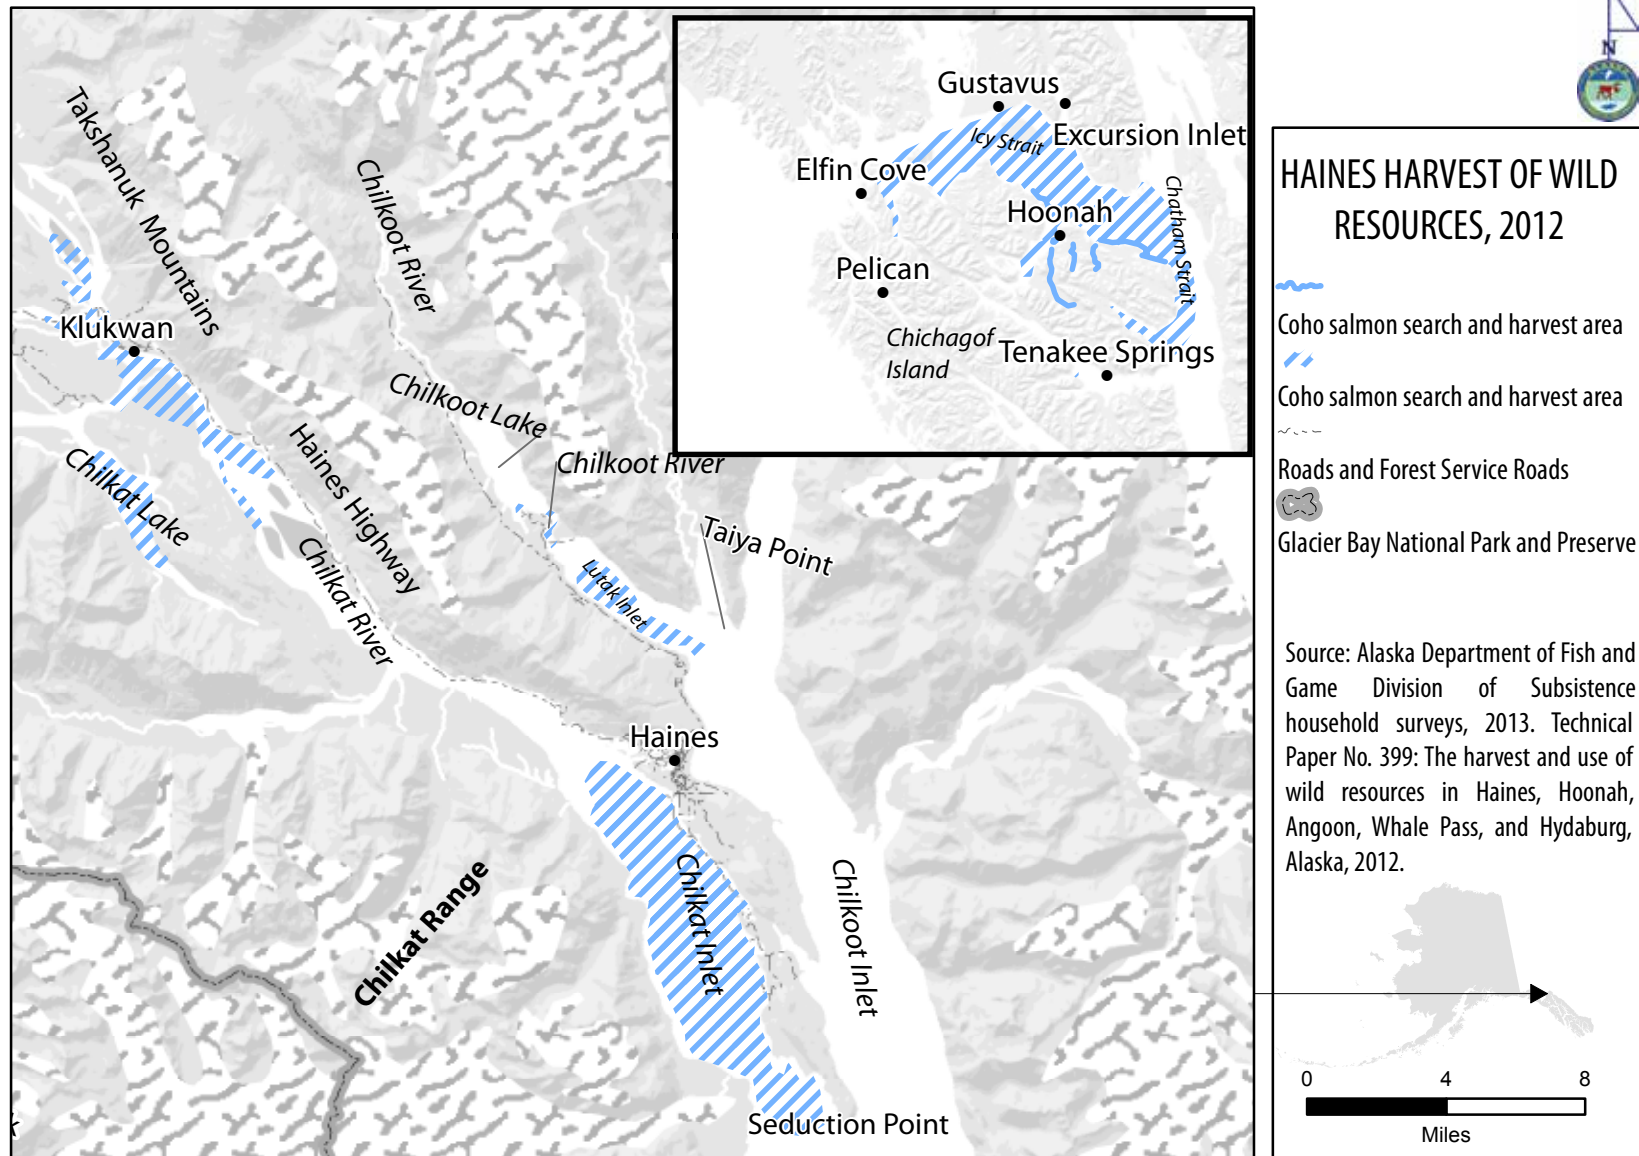 N
Gustavus
Excursion Inlet
Icy Strait
Elfin Cove
Hoonah
Chatham Strait
Pelican
Chichagof
Island
Tenakee Springs
Takshanuk Mountains
Chilkoot River
Klukwan
Chilkoot Lake
Chilkoot River
Haines Highway
Chilkat Lake
Taiya Point
Chilkat River
Lutak Inlet
Haines
Chilkat Inlet
Chilkoot Inlet
Chilkat Range
Seduction Point
HAINES HARVEST OF WILD
RESOURCES, 2012
Coho salmon search and harvest area
Coho salmon search and harvest area
Roads and Forest Service Roads
Glacier Bay National Park and Preserve
Source: Alaska Department of Fish and
Game Division of Subsistence
household surveys, 2013. Technical
Paper No. 399: The harvest and use of
wild resources in Haines, Hoonah,
Angoon, Whale Pass, and Hydaburg,
Alaska, 2012.
0 4 8
Miles